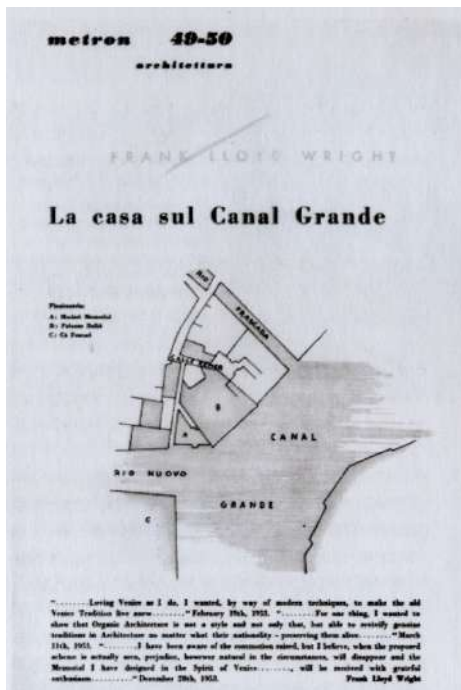 metron 49-50
architettura
FRANK LLOYD WRIGHT
La casa sul Canal Grande
Planimetria:
A: Masieri Memorial
B: Palazzo Balbi
C: Cà Foscari
RIO
FRASCADA
CALLE
B
A
CANAL
RIO NUOVO
GRANDE
C
"........Loving Venice as I do, I wanted, by way of modern techniques, to make the old
Venice Tradition live anew........" February 19th, 1953. "........For one thing, I wanted to
show that Organic Architecture is not a style and not only that, but able to revivify genuine
traditions in Architecture no matter what their nationality - preserving them alive........" March
11th, 1953. "........I have been aware of the commotion raised, but I believe, when the proposed
scheme is actually seen, prejudice, however natural in the circumstances, will disappear and the
Memorial I have designed in the Spirit of Venice........, will be received with grateful
enthusiasm........" December 20th, 1953. Frank Lloyd Wright